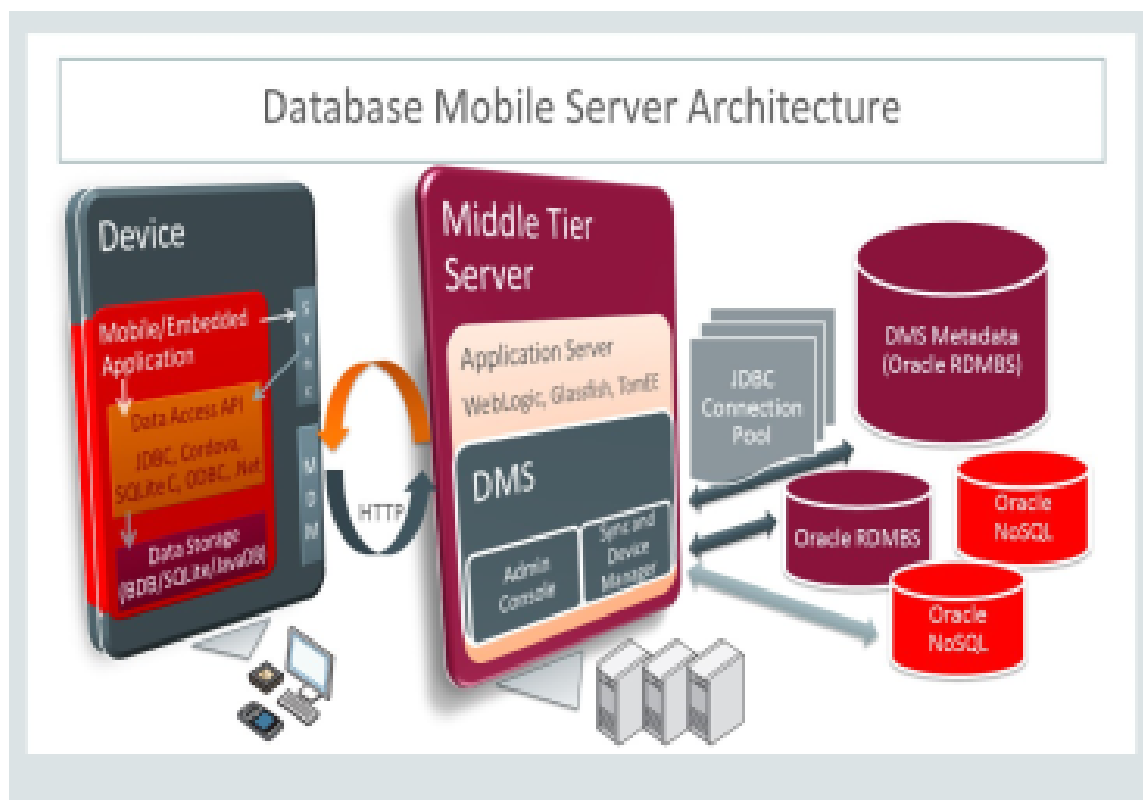 Database Mobile Server Architecture
Device
Mobile/Embedded
Application
Data Access API
JDBC, Cordova,
SQLite C, ODBC, .Net
Data Storage
(BDB/SQLite/JavaDB)
S
Y
N
C
M
D
M
HTTP
Middle Tier
Server
Application Server
WebLogic, Glassfish, TomEE
DMS
Admin
Console
Sync and
Device
Manager
JDBC
Connection
Pool
DMS Metadata
(Oracle RDMBS)
Oracle RDMBS
Oracle
NoSQL
Oracle
NoSQL